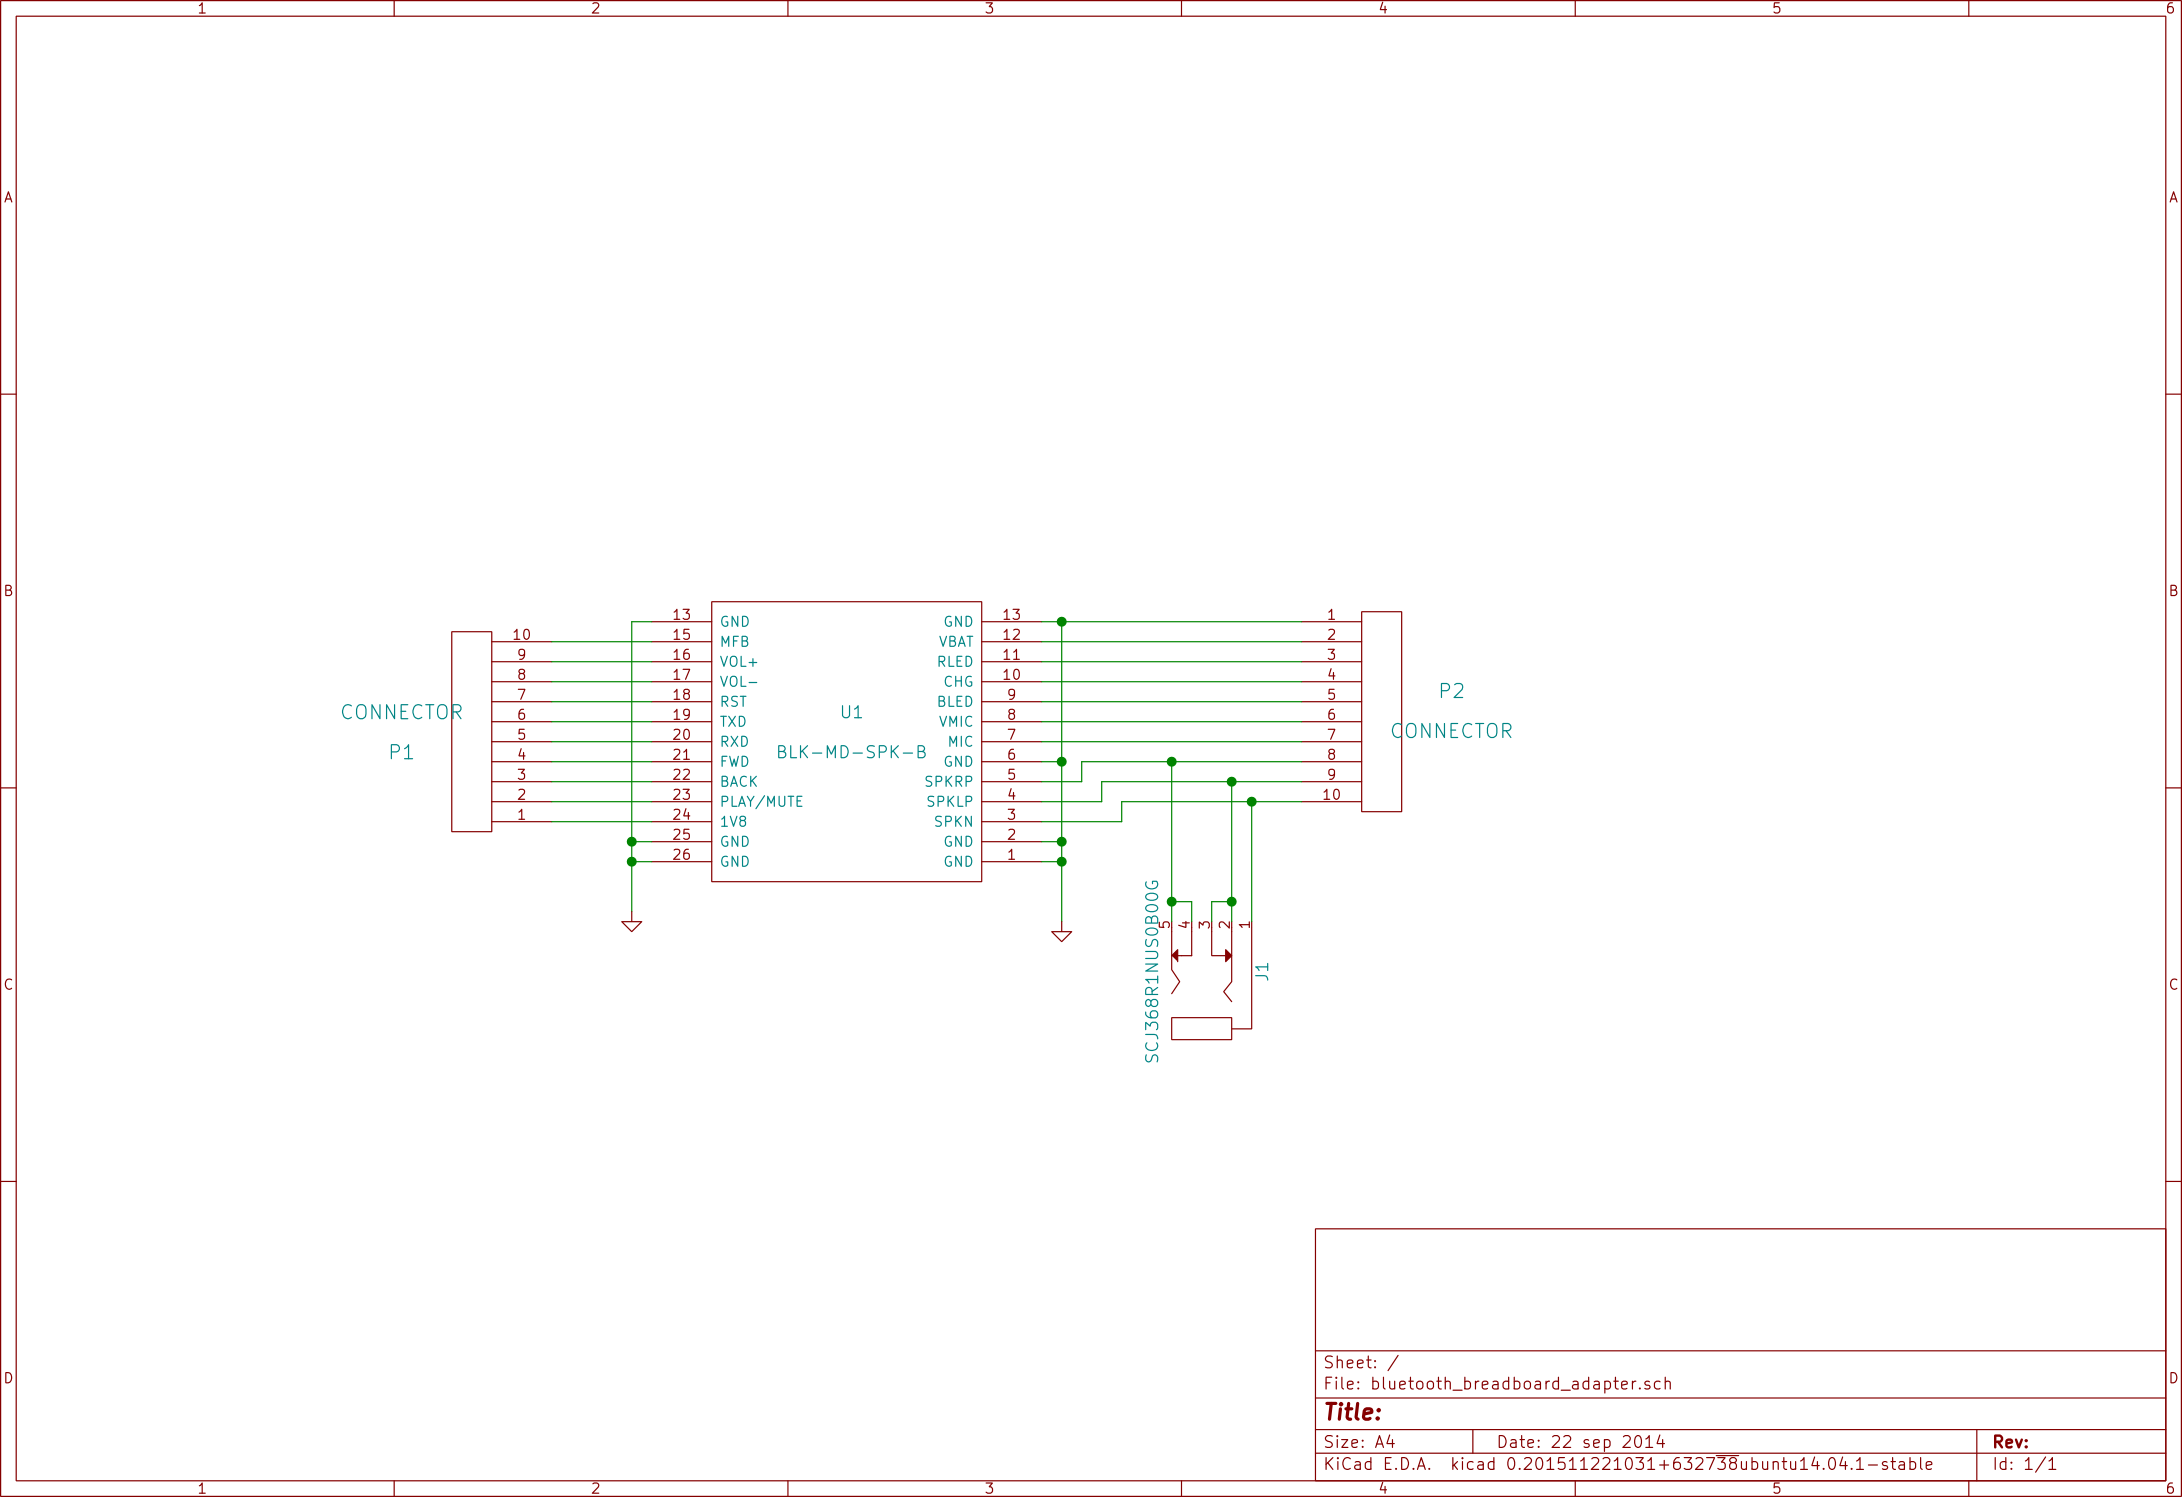 1 2 3 4 5 6
A A
B B
C C
D D
1 2 3 4 5 6
CONNECTOR
P1
10
9
8
7
6
5
4
3
2
1
13 GND
15 MFB
16 VOL+
17 VOL-
18 RST
19 TXD
20 RXD
21 FWD
22 BACK
23 PLAY/MUTE
24 1V8
25 GND
26 GND
U1
BLK-MD-SPK-B
GND 13
VBAT 12
RLED 11
CHG 10
BLED 9
VMIC 8
MIC 7
GND 6
SPKRP 5
SPKLP 4
SPKN 3
GND 2
GND 1
1
2
3
4
5
6
7
8
9
10
P2
CONNECTOR
SCJ368R1NUS0B00G
5 4 3 2 1
J1
Sheet: /
File: bluetooth_breadboard_adapter.sch
Title:
Size: A4 Date: 22 sep 2014 Rev:
KiCad E.D.A. kicad 0.201511221031+632738ubuntu14.04.1-stable Id: 1/1